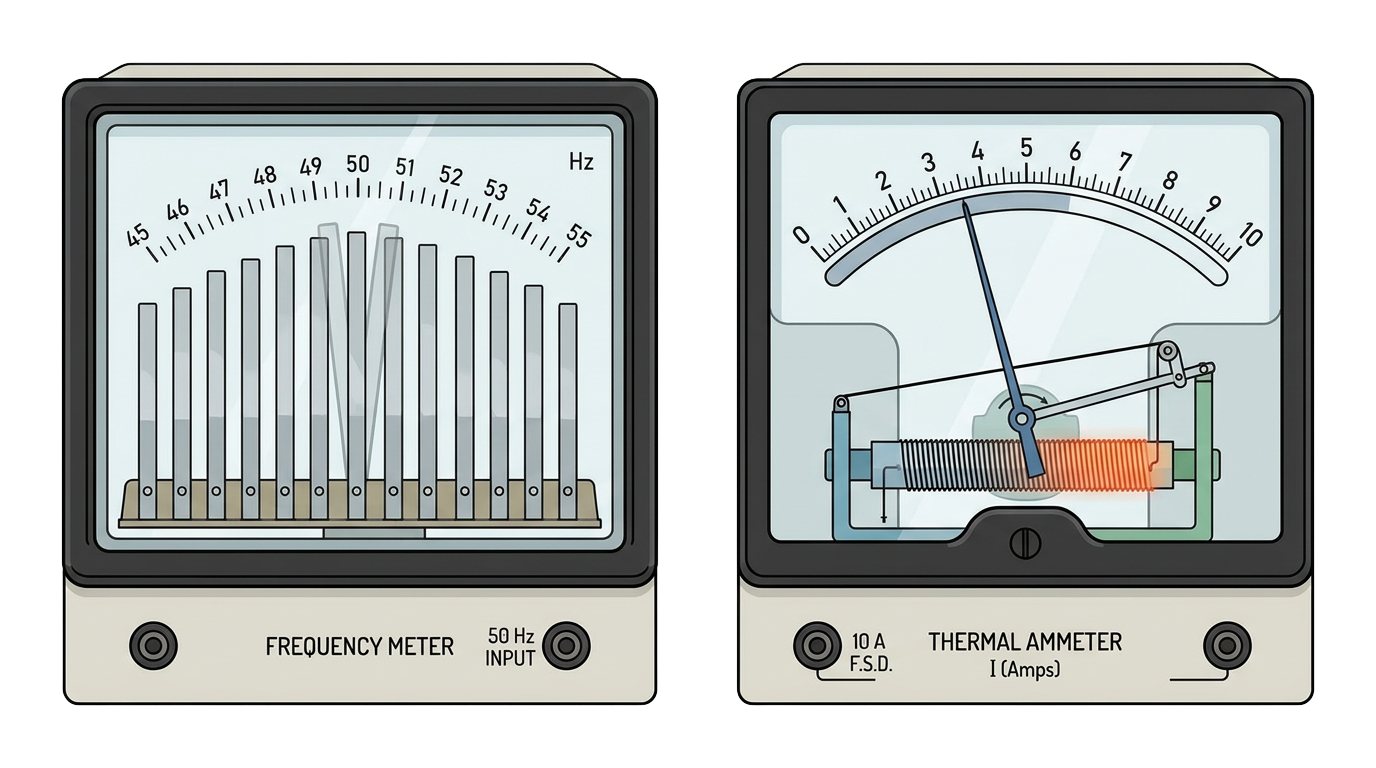 45 46 47 48 49 50 51 52 53 54 55
Hz
FREQUENCY METER
50 Hz
INPUT
0 1 2 3 4 5 6 7 8 9 10
10 A
F.S.D.
THERMAL AMMETER
I (Amps)